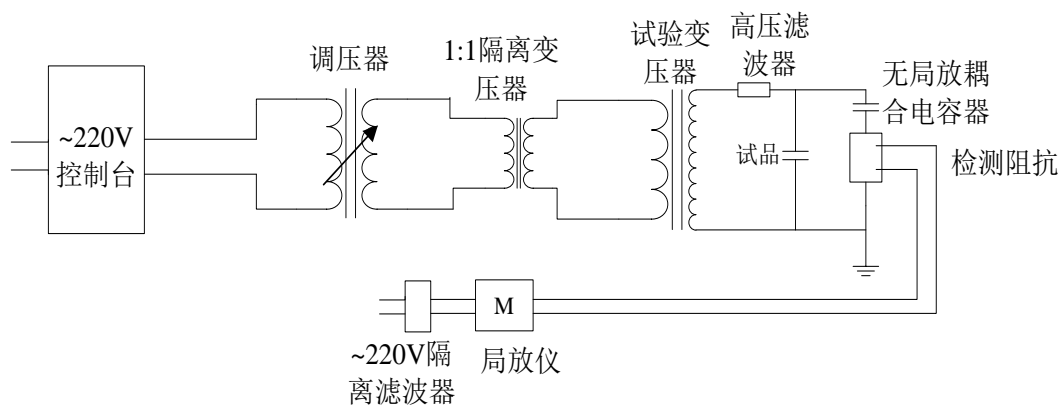 ~220V
控制台
调压器
1:1隔离变
压器
试验变
压器
高压滤
波器
无局放耦
合电容器
试品
检测阻抗
M
~220V隔
离滤波器
局放仪